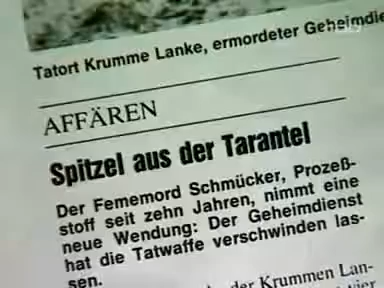 Tatort Krumme Lanke, ermordeter Geheimdie
AFFÄREN
Spitzel aus der Tarantel
Der Fememord Schmücker, Prozeß-
stoff seit zehn Jahren, nimmt eine
neue Wendung: Der Geheimdienst
hat die Tatwaffe verschwinden las-
sen.
der Krummen Lan-